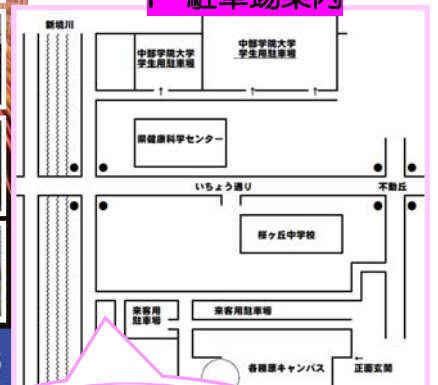 駐車場案内
新境川
中部学院大学
学生用駐車場
中部学院大学
学生用駐車場
↑ ↑ ↑
県健康科学センター
いちょう通り
不動丘
桜ヶ丘中学校
来客用
駐車場
来客用駐車場
各務原キャンパス
←
正面玄関